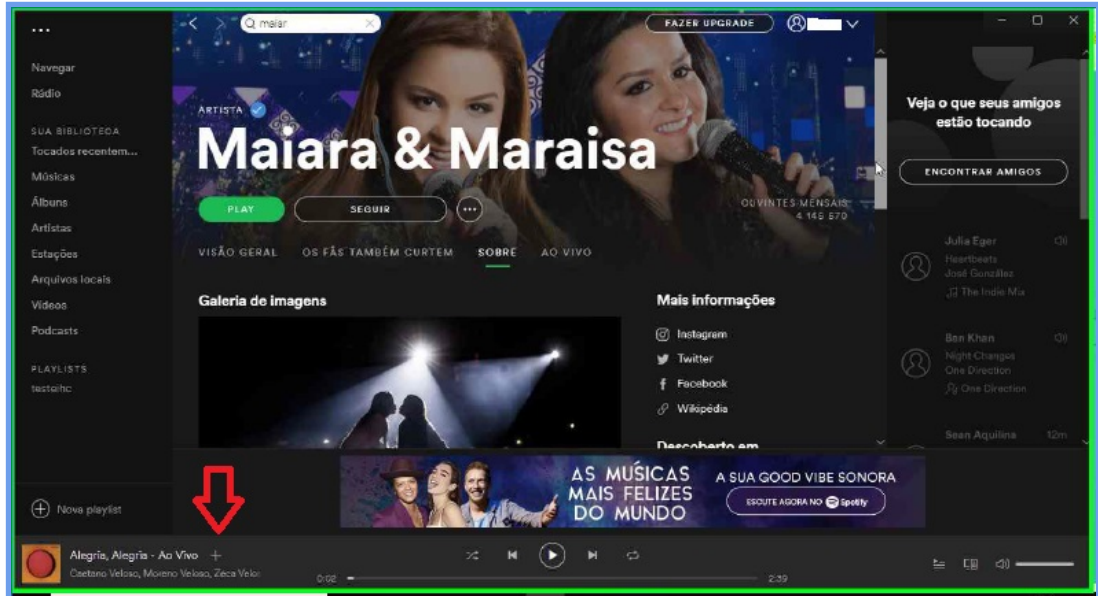 maiar
FAZER UPGRADE
Navegar
Rádio
SUA BIBLIOTECA
Tocados recentem...
Músicas
Álbuns
Artistas
Estações
Arquivos locais
Vídeos
Podcasts
PLAYLISTS
testeihc
Nova playlist
ARTISTA
Maiara & Maraisa
PLAY
SEGUIR
OUVINTES MENSAIS
VISÃO GERAL OS FÃS TAMBÉM CURTEM SOBRE AO VIVO
Galeria de imagens
Mais informações
Instagram
Twitter
Facebook
Wikipédia
Descoberto em
Veja o que seus amigos
estão tocando
ENCONTRAR AMIGOS
Julia Eger
Heartbeats
José González
The Indie Mix
Ben Khan
Night Changes
One Direction
One Direction
Sean Aquilina 12m
AS MÚSICAS
MAIS FELIZES
DO MUNDO
A SUA GOOD VIBE SONORA
ESCUTE AGORA NO Spotify
Alegria, Alegria - Ao Vivo
Caetano Veloso, Moreno Veloso, Zeca Velos
0:02
2:39